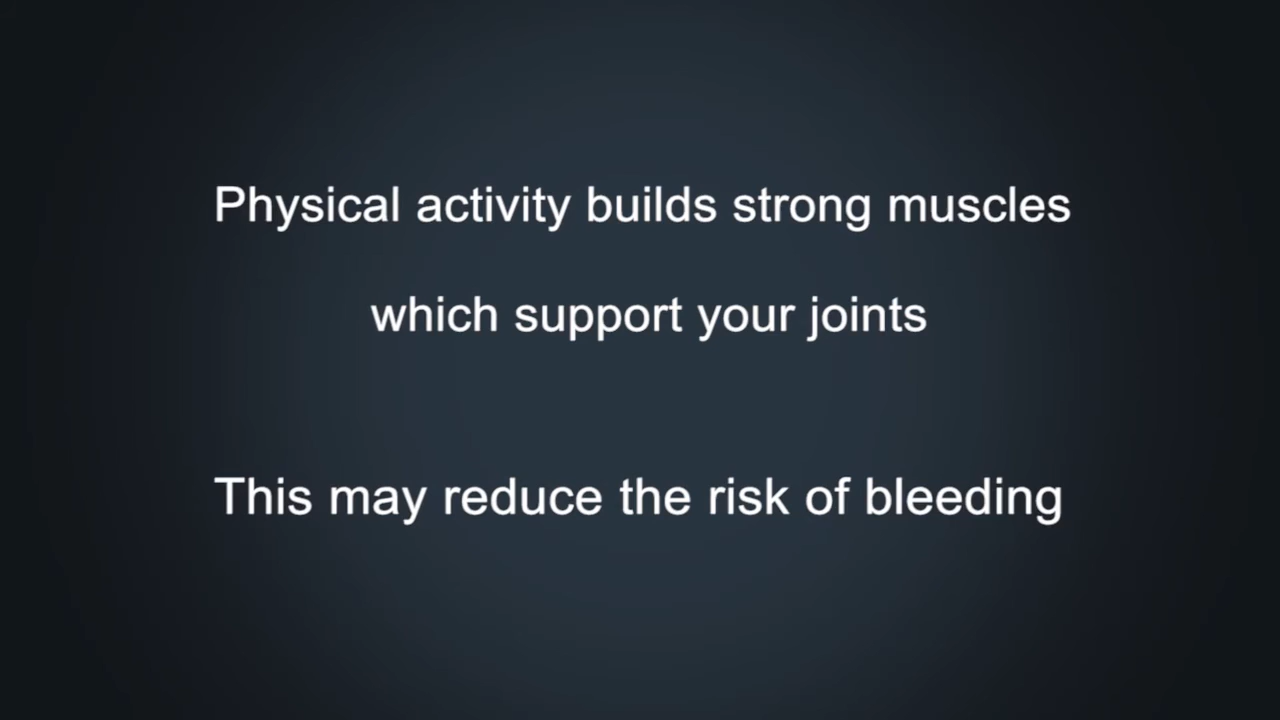 Physical activity builds strong muscles
which support your joints
This may reduce the risk of bleeding